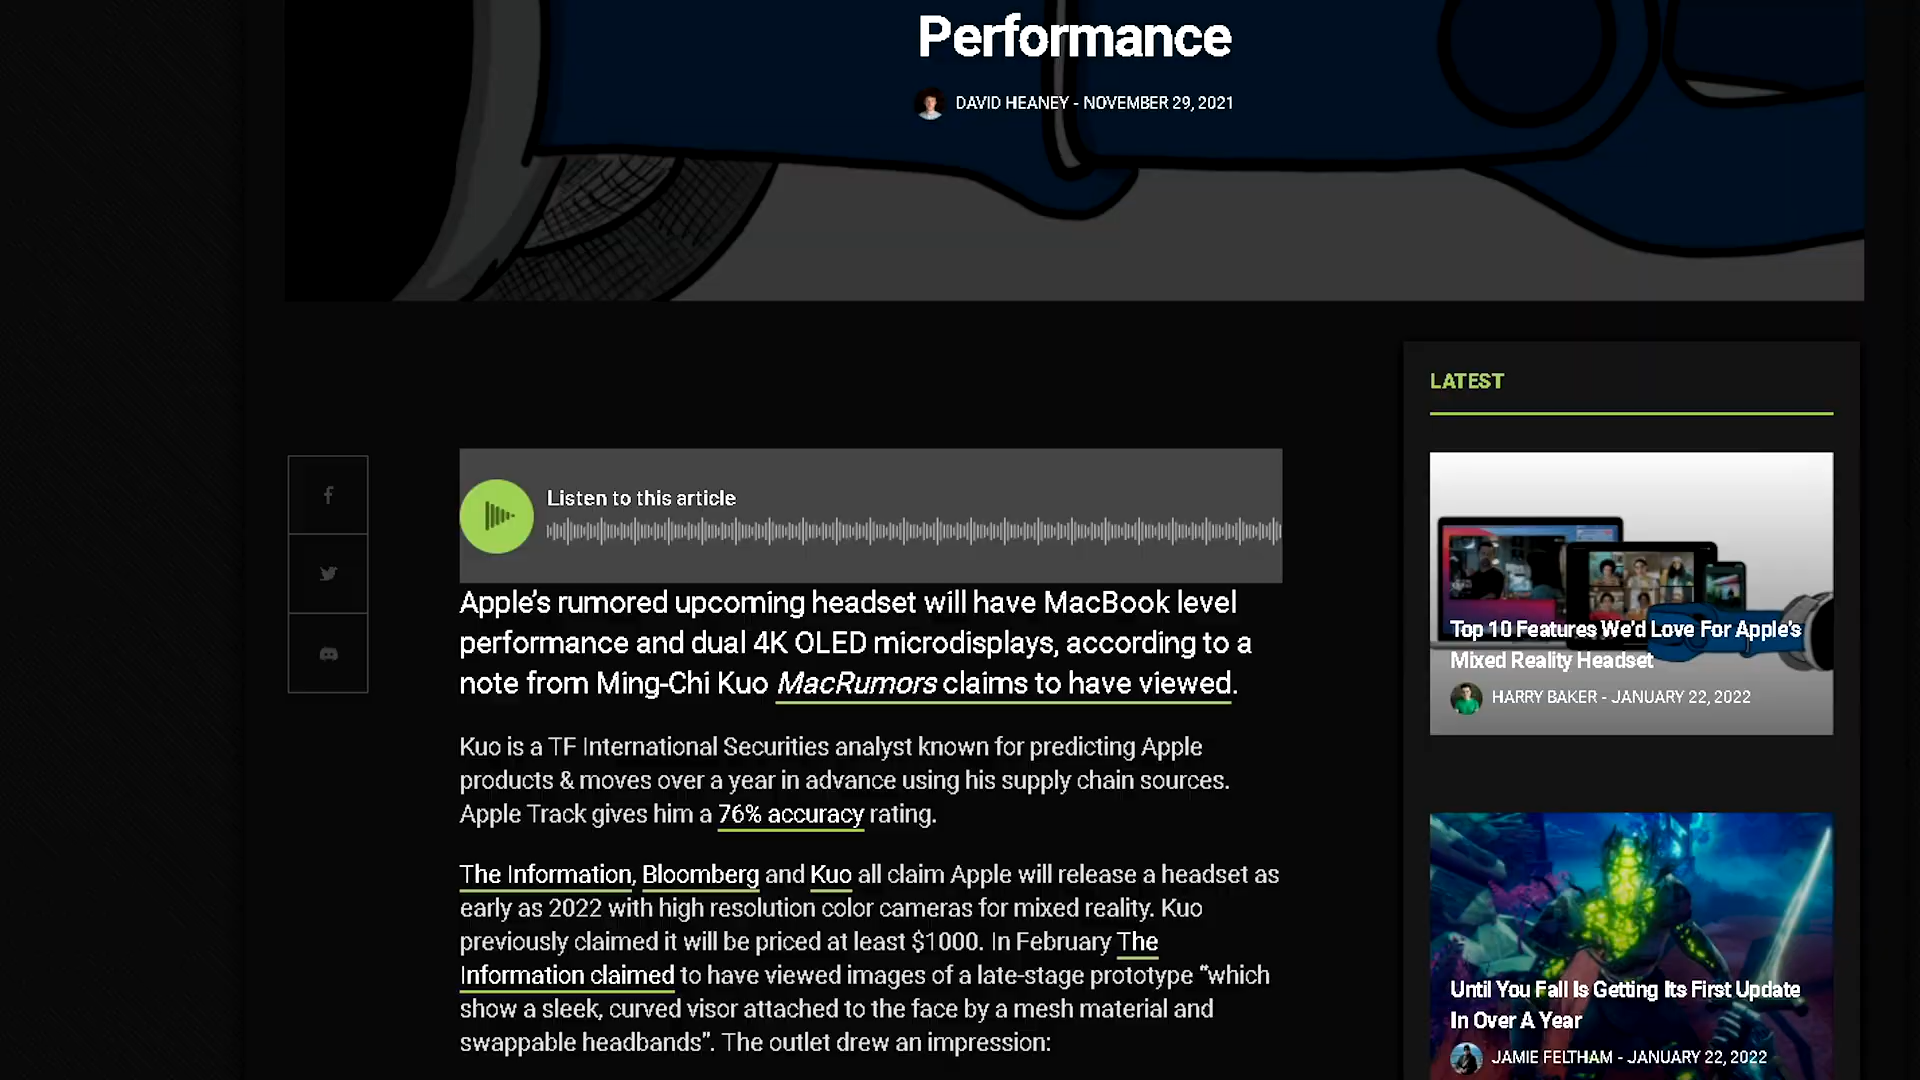 Performance
DAVID HEANEY - NOVEMBER 29, 2021
Listen to this article
Apple's rumored upcoming headset will have MacBook level
performance and dual 4K OLED microdisplays, according to a
note from Ming-Chi Kuo MacRumors claims to have viewed.
Kuo is a TF International Securities analyst known for predicting Apple
products & moves over a year in advance using his supply chain sources.
Apple Track gives him a 76% accuracy rating.
The Information, Bloomberg and Kuo all claim Apple will release a headset as
early as 2022 with high resolution color cameras for mixed reality. Kuo
previously claimed it will be priced at least $1000. In February The
Information claimed to have viewed images of a late-stage prototype “which
show a sleek, curved visor attached to the face by a mesh material and
swappable headbands”. The outlet drew an impression:
LATEST
Top 10 Features We'd Love For Apple's
Mixed Reality Headset
HARRY BAKER - JANUARY 22, 2022
Until You Fall Is Getting Its First Update
In Over A Year
JAMIE FELTHAM - JANUARY 22, 2022